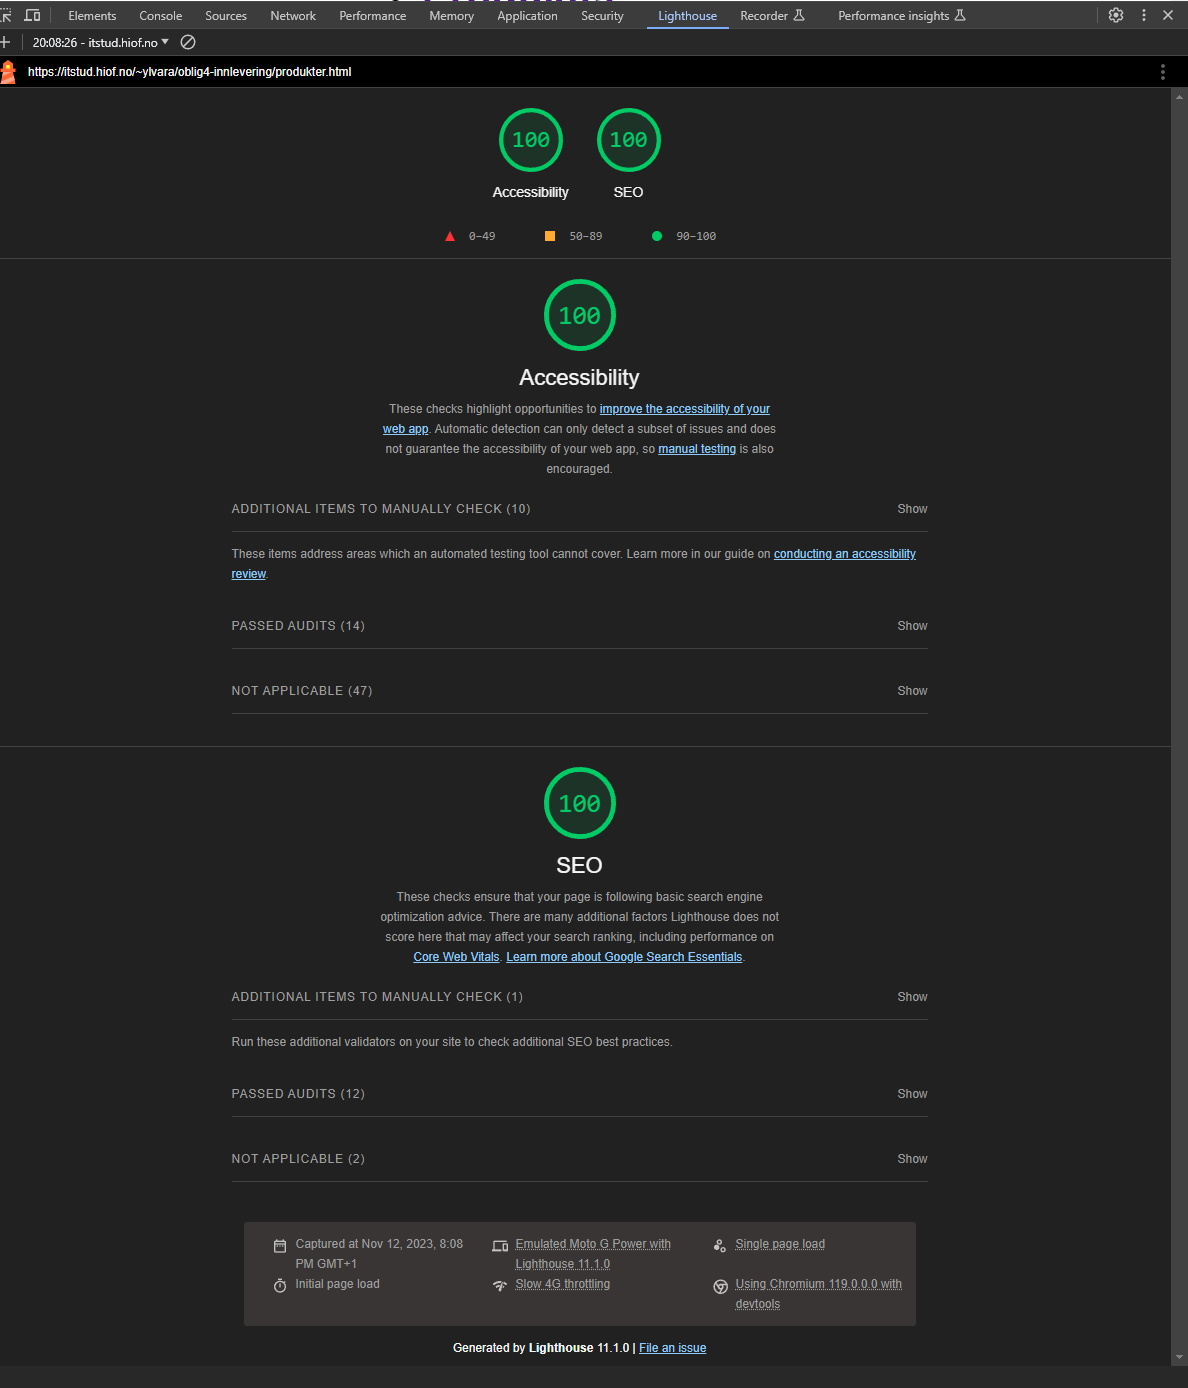 Elements Console Sources Network Performance Memory Application Security Lighthouse Recorder Performance insights
20:08:26 - itstud.hiof.no
https://itstud.hiof.no/~ylvara/oblig4-innlevering/produkter.html
100 100
Accessibility SEO
0–49 50–89 90–100
100
Accessibility
These checks highlight opportunities to improve the accessibility of your
web app. Automatic detection can only detect a subset of issues and does
not guarantee the accessibility of your web app, so manual testing is also
encouraged.
ADDITIONAL ITEMS TO MANUALLY CHECK (10) Show
These items address areas which an automated testing tool cannot cover. Learn more in our guide on conducting an accessibility
review.
PASSED AUDITS (14) Show
NOT APPLICABLE (47) Show
100
SEO
These checks ensure that your page is following basic search engine
optimization advice. There are many additional factors Lighthouse does not
score here that may affect your search ranking, including performance on
Core Web Vitals. Learn more about Google Search Essentials.
ADDITIONAL ITEMS TO MANUALLY CHECK (1) Show
Run these additional validators on your site to check additional SEO best practices.
PASSED AUDITS (12) Show
NOT APPLICABLE (2) Show
Captured at Nov 12, 2023, 8:08
PM GMT+1
Emulated Moto G Power with
Lighthouse 11.1.0
Single page load
Initial page load
Slow 4G throttling
Using Chromium 119.0.0.0 with
devtools
Generated by Lighthouse 11.1.0 | File an issue